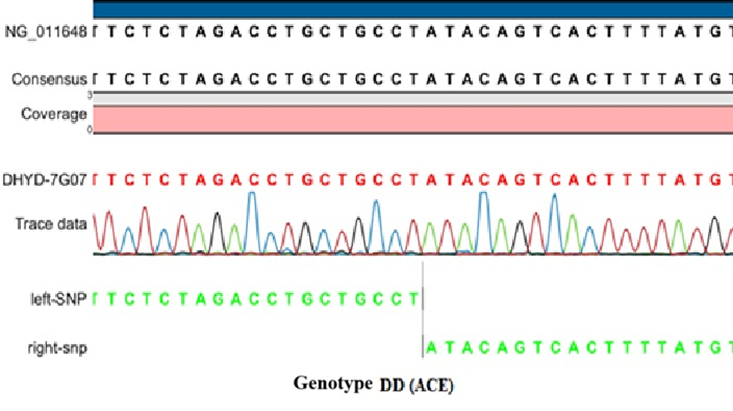 NG_011648 T T C T C T A G A C C T G C T G C C T A T A C A G T C A C T T T T A T G T
Consensus T T C T C T A G A C C T G C T G C C T A T A C A G T C A C T T T T A T G T
3
Coverage
0
DHYD-7G07 T T C T C T A G A C C T G C T G C C T A T A C A G T C A C T T T T A T G T
Trace data
left-SNP T T C T C T A G A C C T G C T G C C T
right-snp A T A C A G T C A C T T T T A T G T
Genotype DD (ACE)